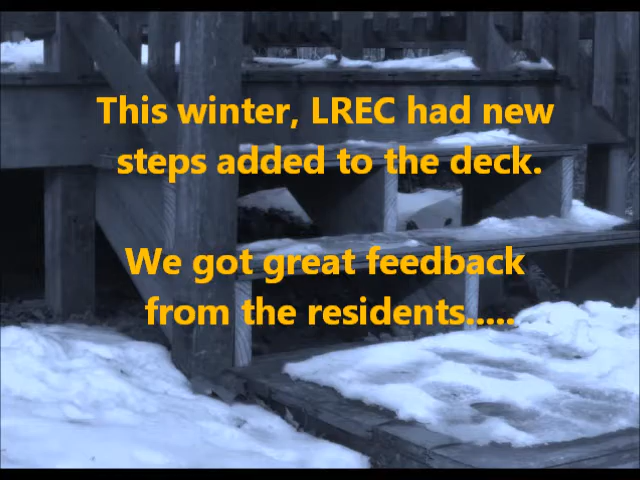 This winter, LREC had new
steps added to the deck.
We got great feedback
from the residents.....